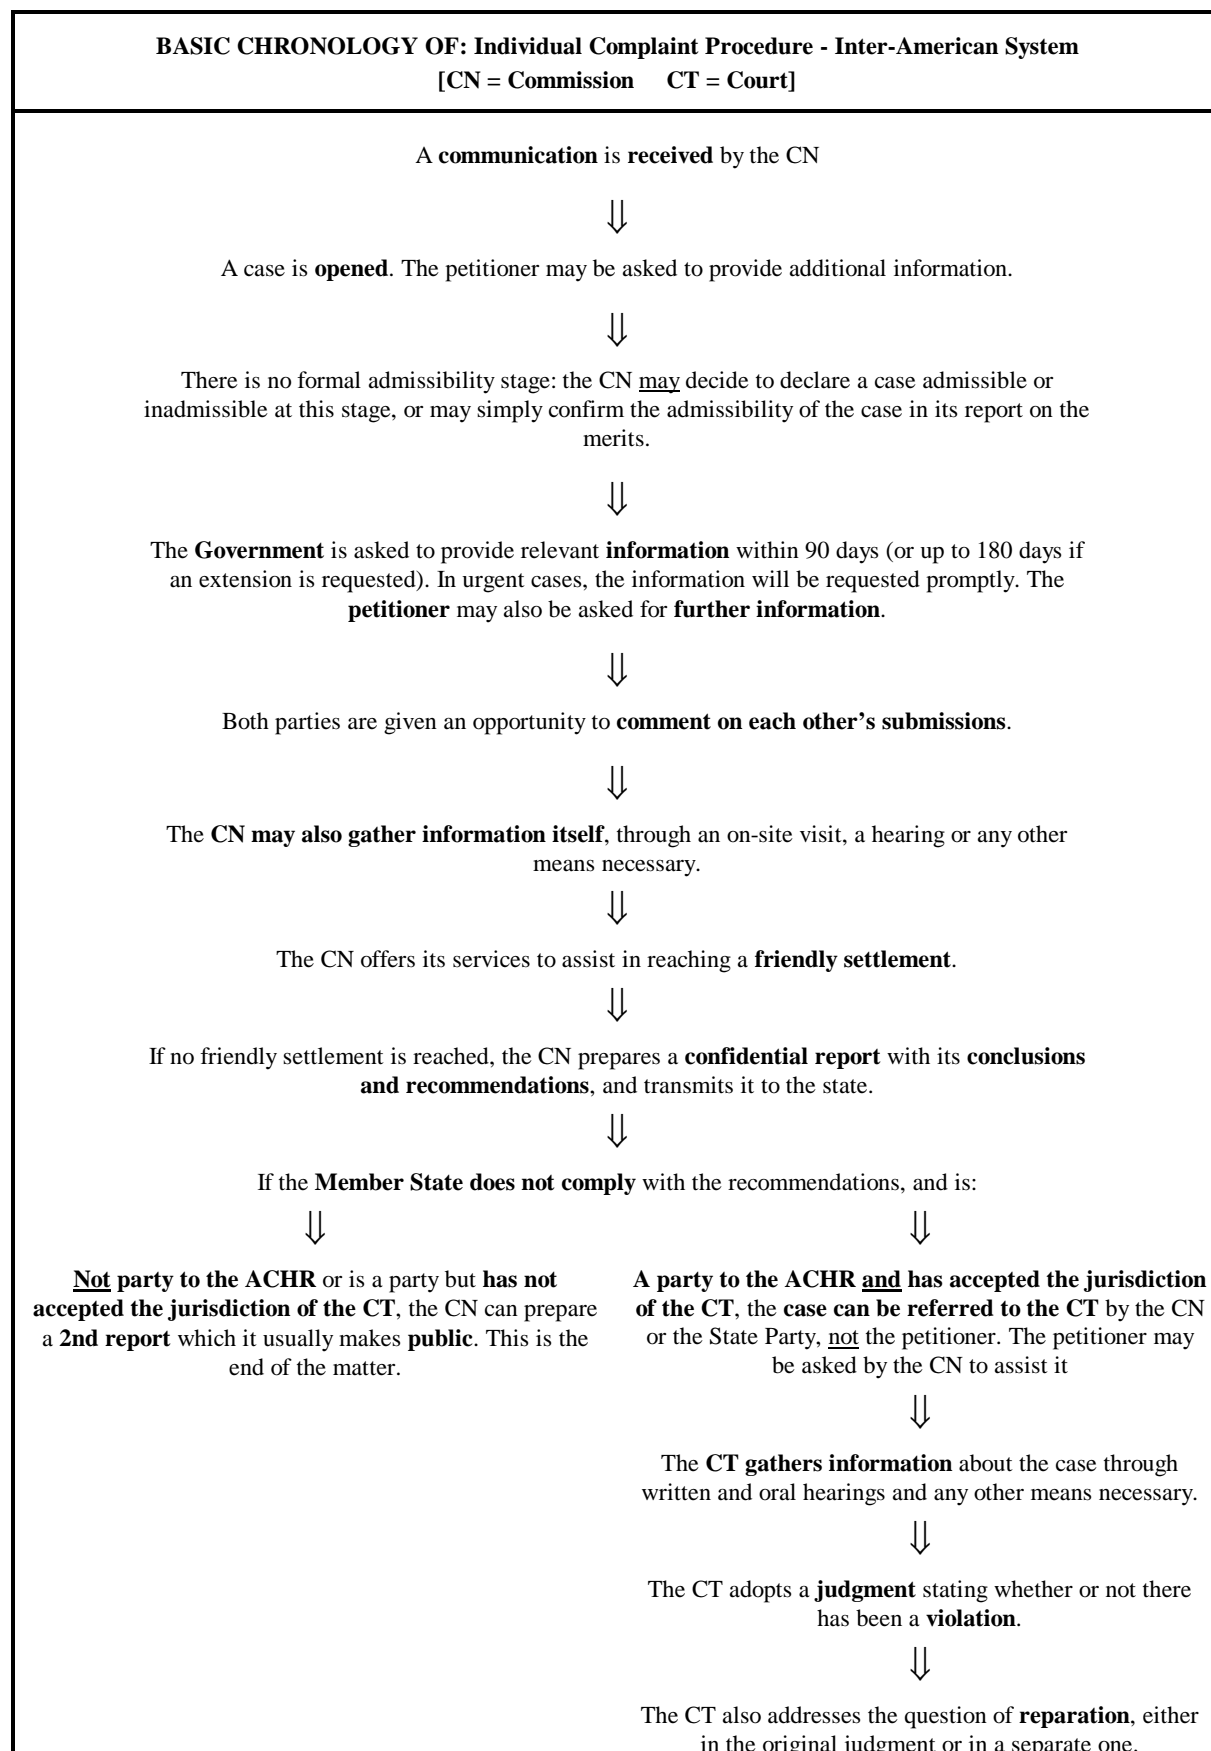 BASIC CHRONOLOGY OF: Individual Complaint Procedure - Inter-American System
[CN = Commission CT = Court]
A communication is received by the CN
⇓
A case is opened. The petitioner may be asked to provide additional information.
⇓
There is no formal admissibility stage: the CN may decide to declare a case admissible or
inadmissible at this stage, or may simply confirm the admissibility of the case in its report on the
merits.
⇓
The Government is asked to provide relevant information within 90 days (or up to 180 days if
an extension is requested). In urgent cases, the information will be requested promptly. The
petitioner may also be asked for further information.
⇓
Both parties are given an opportunity to comment on each other’s submissions.
⇓
The CN may also gather information itself, through an on-site visit, a hearing or any other
means necessary.
⇓
The CN offers its services to assist in reaching a friendly settlement.
⇓
If no friendly settlement is reached, the CN prepares a confidential report with its conclusions
and recommendations, and transmits it to the state.
⇓
If the Member State does not comply with the recommendations, and is:
⇓
Not party to the ACHR or is a party but has not
accepted the jurisdiction of the CT, the CN can prepare
a 2nd report which it usually makes public. This is the
end of the matter.
⇓
A party to the ACHR and has accepted the jurisdiction
of the CT, the case can be referred to the CT by the CN
or the State Party, not the petitioner. The petitioner may
be asked by the CN to assist it
⇓
The CT gathers information about the case through
written and oral hearings and any other means necessary.
⇓
The CT adopts a judgment stating whether or not there
has been a violation.
⇓
The CT also addresses the question of reparation, either
in the original judgment or in a separate one.